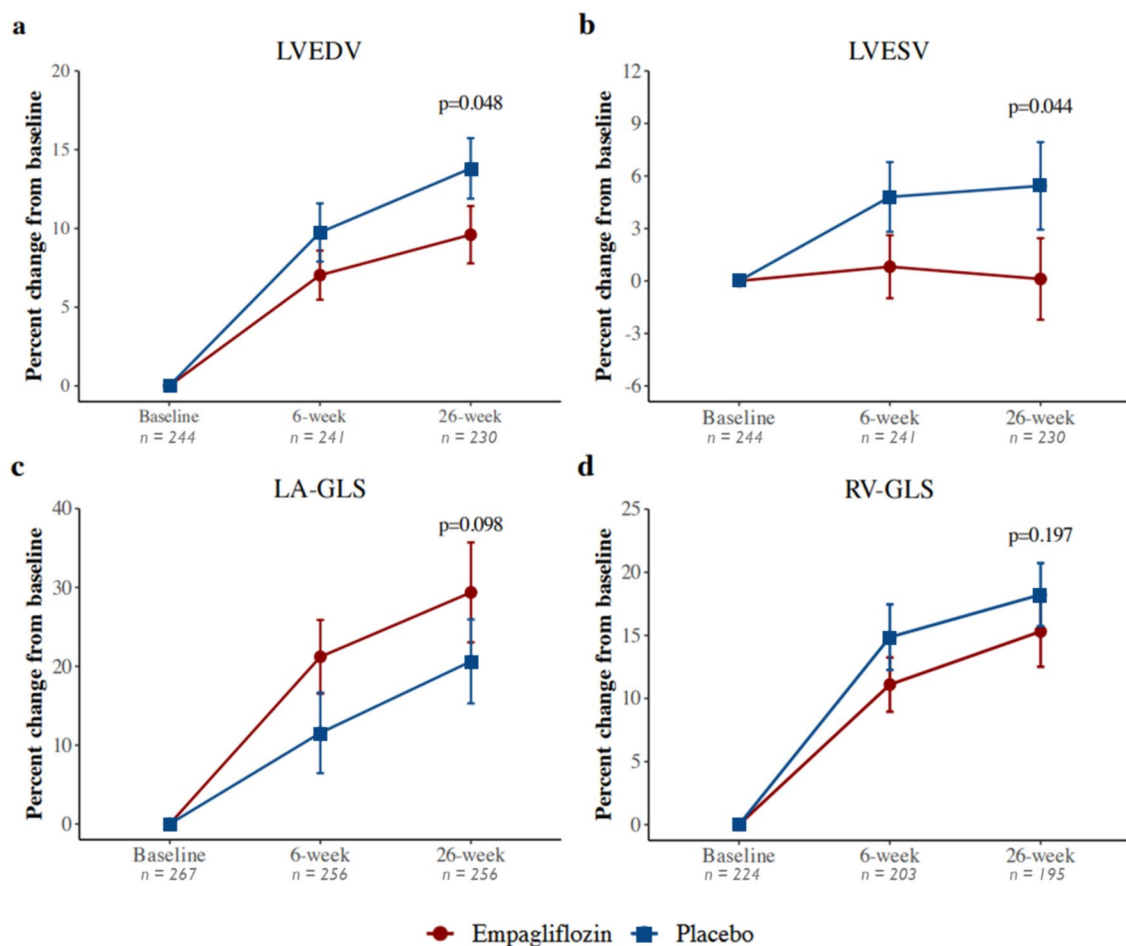 a
LVEDV
Percent change from baseline
20
15
10
5
0
p=0.048
Baseline 6-week 26-week
n = 244 n = 241 n = 230
b
LVESV
Percent change from baseline
12
9
6
3
0
-3
-6
p=0.044
Baseline 6-week 26-week
n = 244 n = 241 n = 230
c
LA-GLS
Percent change from baseline
40
30
20
10
0
p=0.098
Baseline 6-week 26-week
n = 267 n = 256 n = 256
d
RV-GLS
Percent change from baseline
25
20
15
10
5
0
p=0.197
Baseline 6-week 26-week
n = 224 n = 203 n = 195
Empagliflozin Placebo